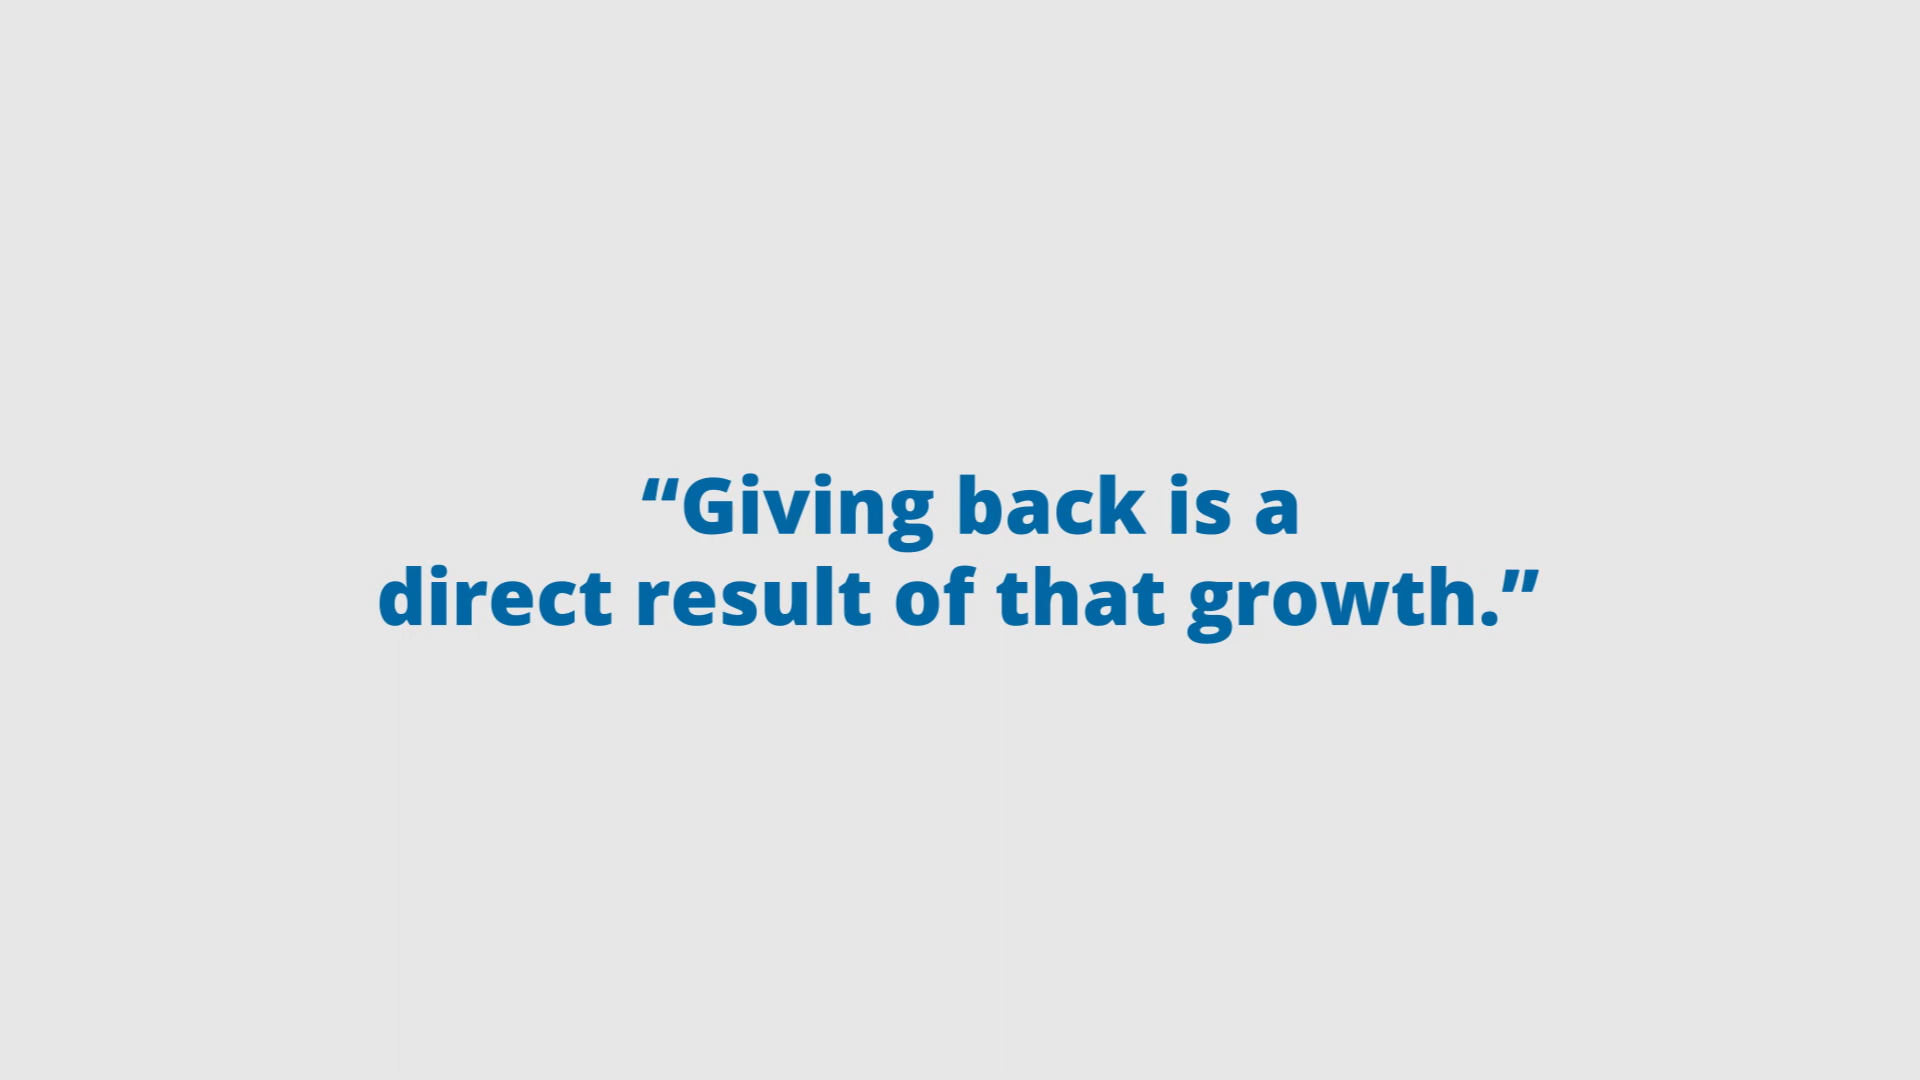 “Giving back is a
direct result of that growth.”